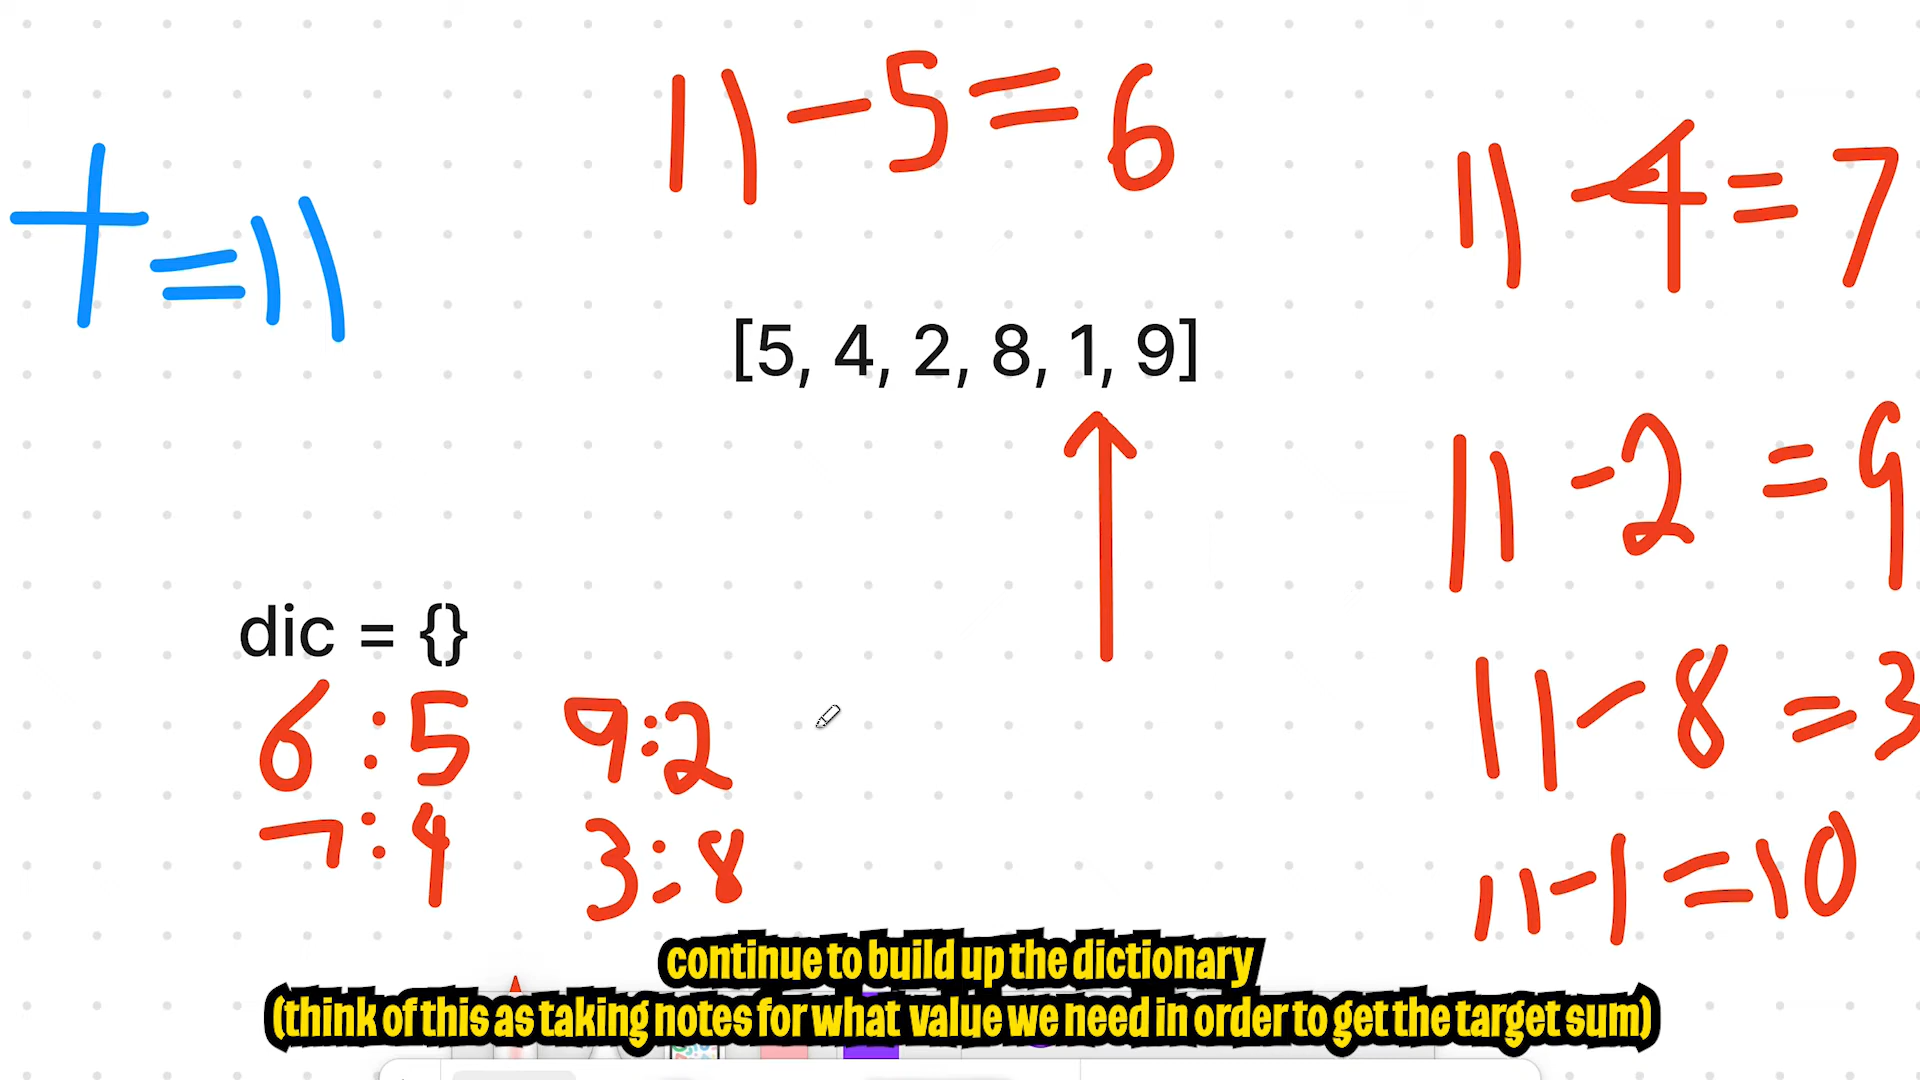 11 - 5 = 6
t = 11
11 - 4 = 7
[5, 4, 2, 8, 1, 9]
11 - 2 = 9
dic = {}
6 : 5 9 : 2
7 : 4 3 : 8
11 - 8 = 3
11 - 1 = 10
continue to build up the dictionary
(think of this as taking notes for what value we need in order to get the target sum)